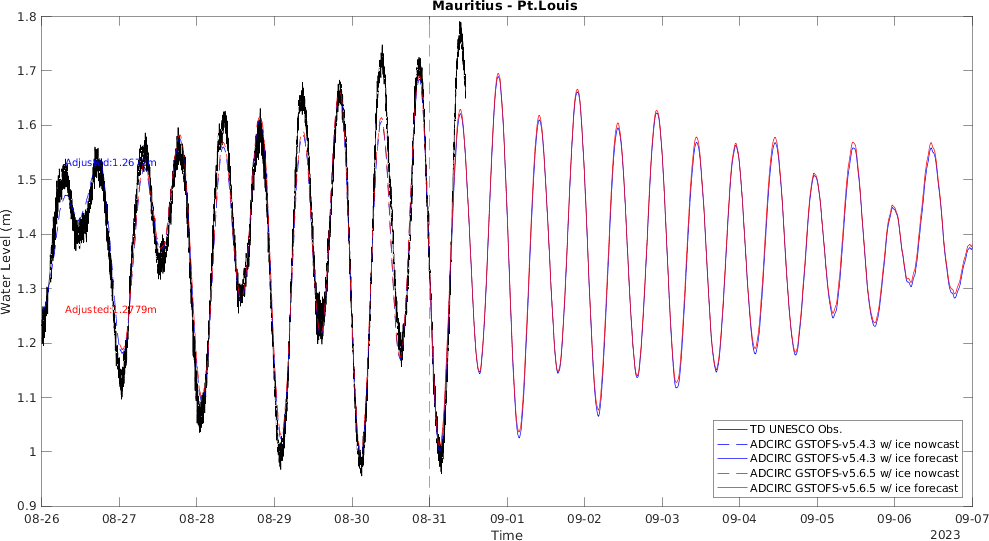 Mauritius - Pt.Louis
Water Level (m)
1.8
1.7
1.6
1.5
1.4
1.3
1.2
1.1
1
0.9
Adjusted:1.2779m
08-26
08-27
08-28
08-29
08-30
08-31
09-01
09-02
09-03
09-04
09-05
09-06
09-07
Time
2023
TD UNESCO Obs.
ADCIRC GSTOFS-v5.4.3 w/ ice nowcast
ADCIRC GSTOFS-v5.4.3 w/ ice forecast
ADCIRC GSTOFS-v5.6.5 w/ ice nowcast
ADCIRC GSTOFS-v5.6.5 w/ ice forecast